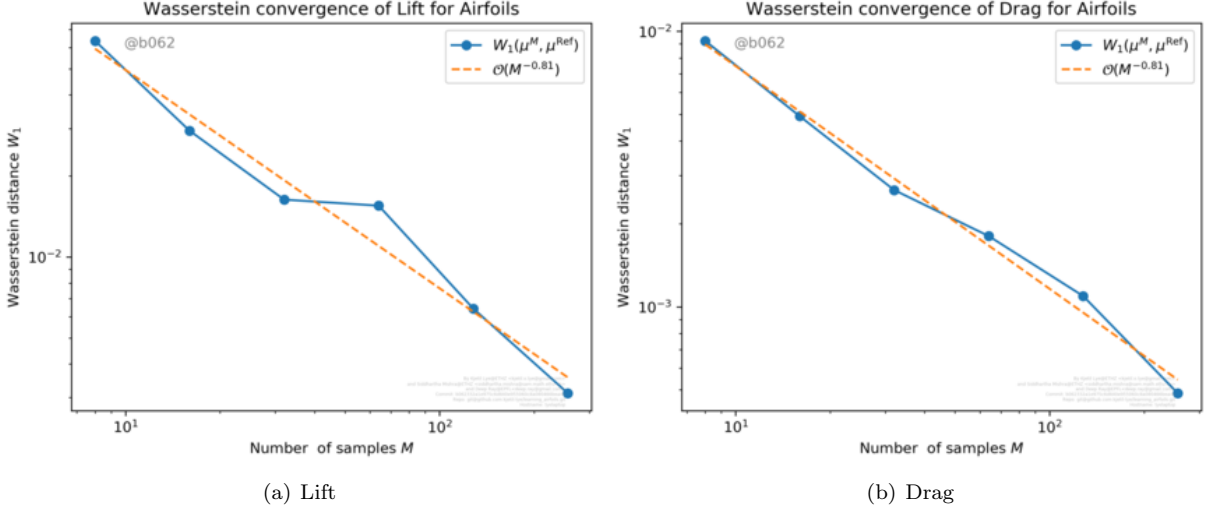 Wasserstein convergence of Lift for Airfoils
@b062
W₁(μᴹ, μᴿᵉᶠ)
𝒪(M⁻⁰·⁸¹)
Wasserstein distance W₁
10⁻²
10¹
10²
Number of samples M
(a) Lift
Wasserstein convergence of Drag for Airfoils
@b062
W₁(μᴹ, μᴿᵉᶠ)
𝒪(M⁻⁰·⁸¹)
Wasserstein distance W₁
10⁻²
10⁻³
10¹
10²
Number of samples M
(b) Drag